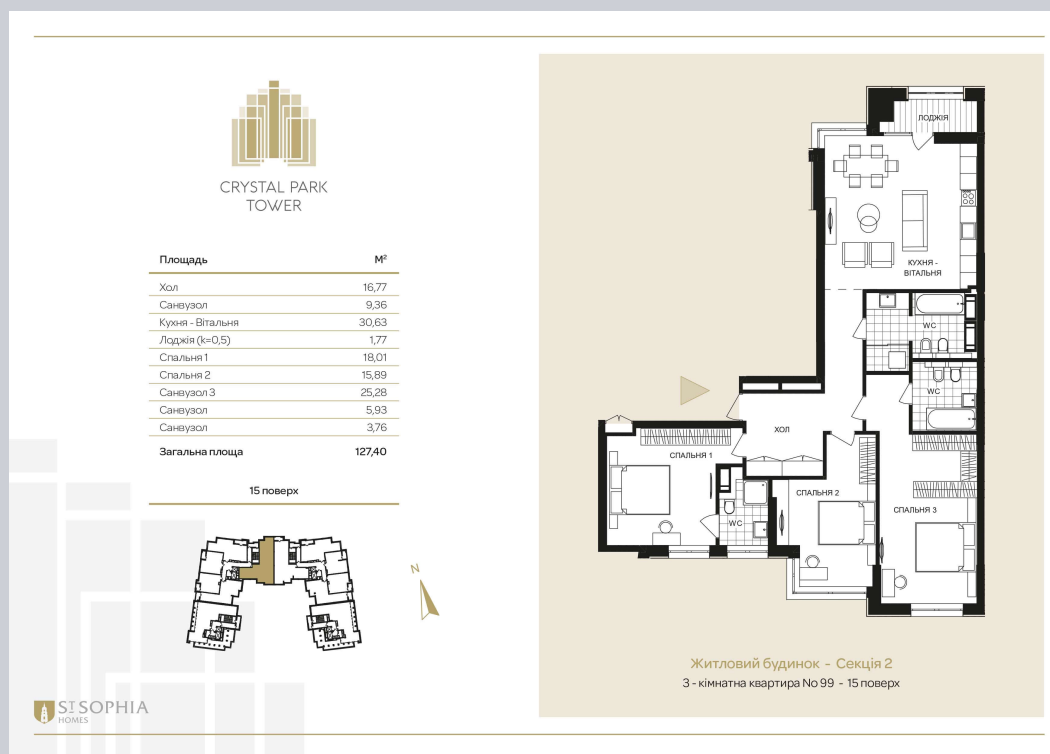 CRYSTAL PARK
TOWER
Площадь М²
Хол 16,77
Санвузол 9,36
Кухня - Вітальня 30,63
Лоджія (k=0,5) 1,77
Спальня 1 18,01
Спальня 2 15,89
Санвузол 3 25,28
Санвузол 5,93
Санвузол 3,76
Загальна площа 127,40
15 поверх
N
ST SOPHIA
HOMES
ЛОДЖІЯ
КУХНЯ -
ВІТАЛЬНЯ
WC
WC
ХОЛ
СПАЛЬНЯ 1
СПАЛЬНЯ 2
СПАЛЬНЯ 3
WC
Житловий будинок - Секція 2
3 - кімнатна квартира No 99 - 15 поверх